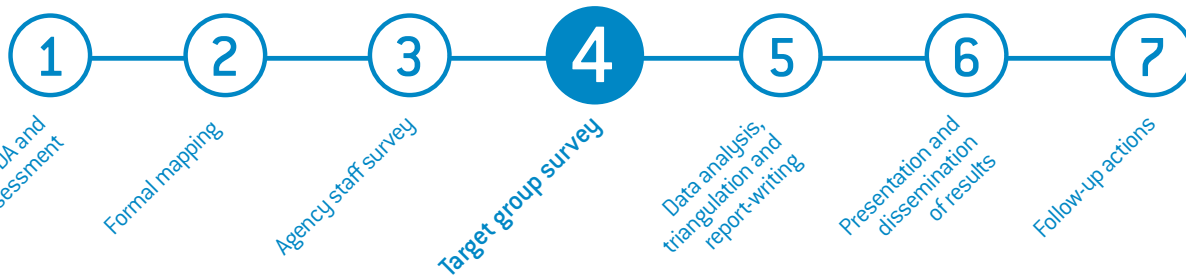 1
2
3
4
5
6
7
and
Formal mapping
Agency staff survey
Target group survey
Data analysis,
triangulation and
report-writing
Presentation and
dissemination
of results
Follow-up actions